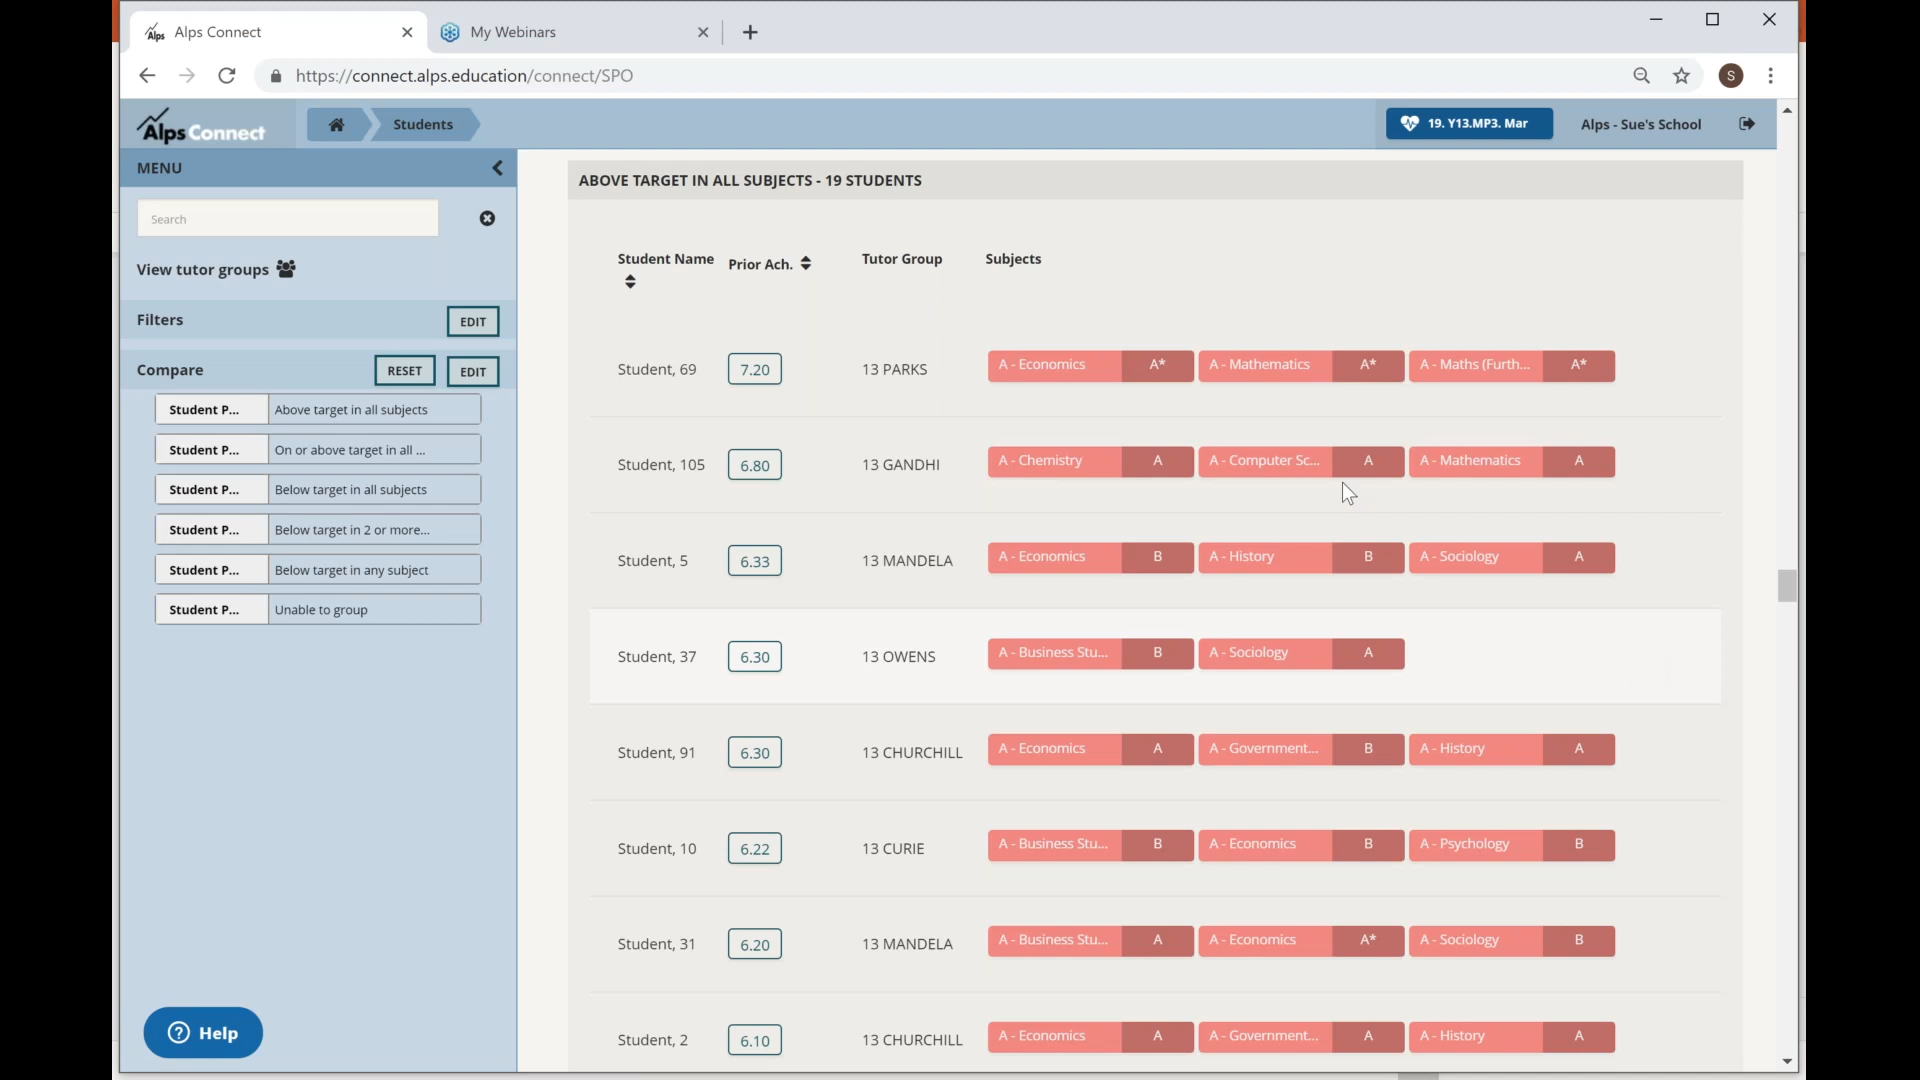 Alps Connect
My Webinars
https://connect.alps.education/connect/SPO
S
Alps Connect
Students
19. Y13.MP3. Mar
Alps - Sue's School
MENU
Search
View tutor groups
Filters
EDIT
Compare
RESET
EDIT
Student P... Above target in all subjects
Student P... On or above target in all ...
Student P... Below target in all subjects
Student P... Below target in 2 or more...
Student P... Below target in any subject
Student P... Unable to group
Help
ABOVE TARGET IN ALL SUBJECTS - 19 STUDENTS
Student Name Prior Ach. Tutor Group Subjects
Student, 69 7.20 13 PARKS A - Economics A* A - Mathematics A* A - Maths (Furth... A*
Student, 105 6.80 13 GANDHI A - Chemistry A A - Computer Sc... A A - Mathematics A
Student, 5 6.33 13 MANDELA A - Economics B A - History B A - Sociology A
Student, 37 6.30 13 OWENS A - Business Stu... B A - Sociology A
Student, 91 6.30 13 CHURCHILL A - Economics A A - Government... B A - History A
Student, 10 6.22 13 CURIE A - Business Stu... B A - Economics B A - Psychology B
Student, 31 6.20 13 MANDELA A - Business Stu... A A - Economics A* A - Sociology B
Student, 2 6.10 13 CHURCHILL A - Economics A A - Government... A A - History A